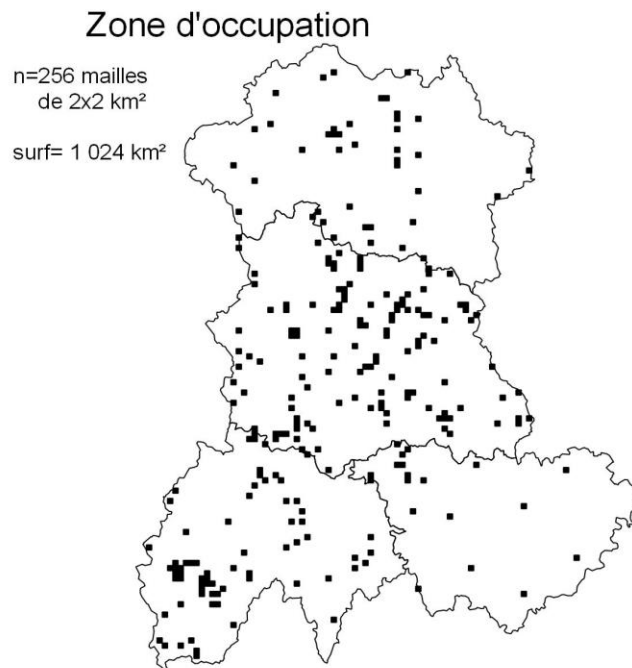 Zone d'occupation
n=256 mailles
de 2x2 km²
surf= 1 024 km²